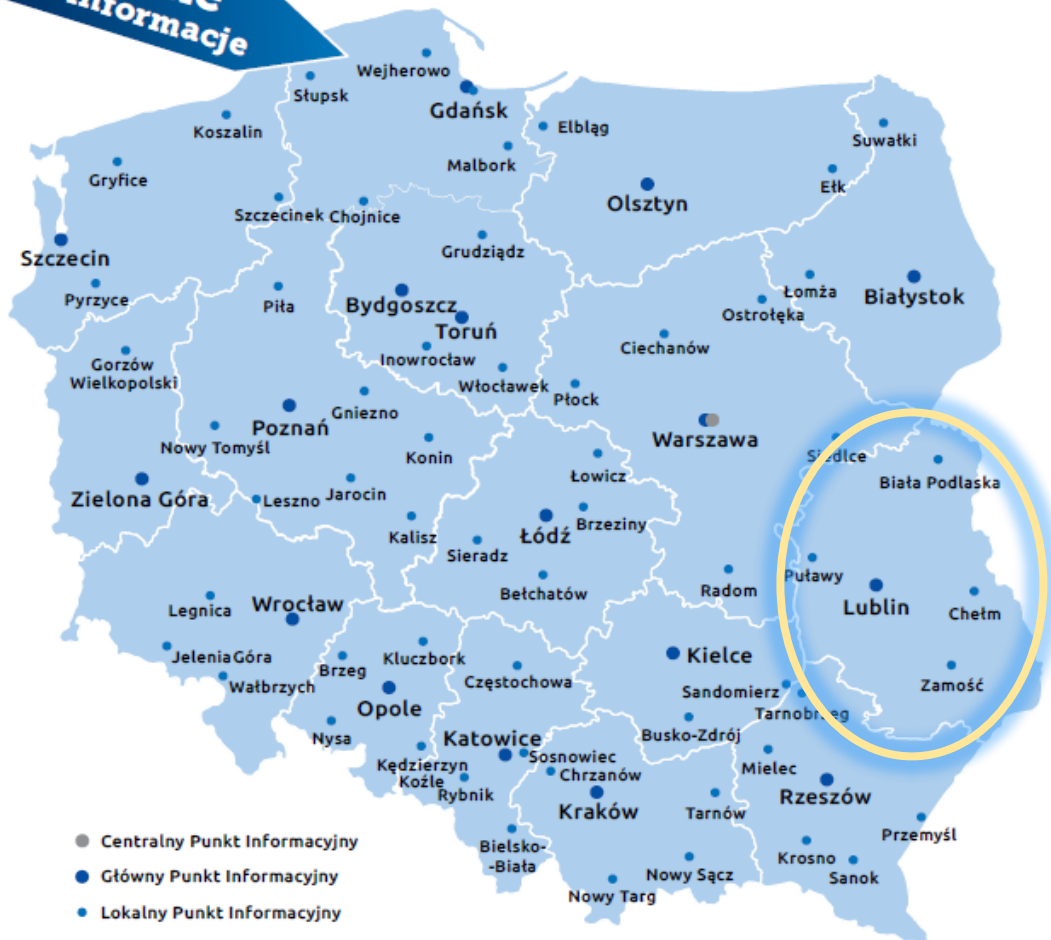 informacje
Wejherowo
Słupsk
Gdańsk
Koszalin
Elbląg
Suwałki
Malbork
Gryfice
Ełk
Olsztyn
Szczecinek
Chojnice
Grudziądz
Szczecin
Pyrzyce
Piła
Bydgoszcz
Toruń
Łomża
Białystok
Ostrołęka
Ciechanów
Inowrocław
Gorzów
Wielkopolski
Włocławek
Płock
Gniezno
Poznań
Nowy Tomyśl
Konin
Warszawa
Siedlce
Biała Podlaska
Łowicz
Zielona Góra
Leszno
Jarocin
Kalisz
Łódź
Brzeziny
Sieradz
Bełchatów
Radom
Puławy
Lublin
Chełm
Legnica
Wrocław
Jelenia Góra
Wałbrzych
Brzeg
Kluczbork
Częstochowa
Kielce
Sandomierz
Tarnobrzeg
Zamość
Opole
Nysa
Katowice
Sosnowiec
Busko-Zdrój
Kędzierzyn
Koźle
Rybnik
Chrzanów
Kraków
Mielec
Rzeszów
Tarnów
Przemyśl
Bielsko-
-Biała
Krosno
Sanok
Nowy Sącz
Nowy Targ
Centralny Punkt Informacyjny
Główny Punkt Informacyjny
Lokalny Punkt Informacyjny